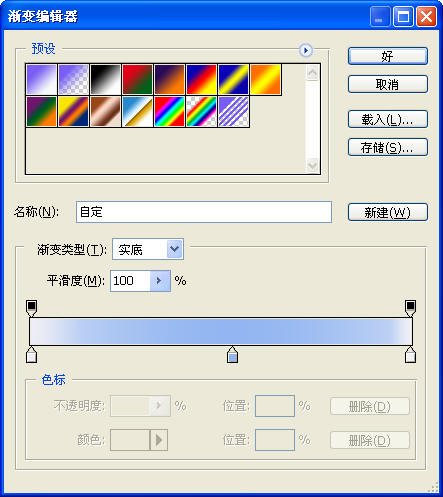 渐变编辑器
预设
好
取消
载入(L)...
存储(S)...
名称(N): 自定 新建(W)
渐变类型(T): 实底
平滑度(M): 100 %
色标
不透明度: % 位置: % 删除(D)
颜色: 位置: % 删除(D)